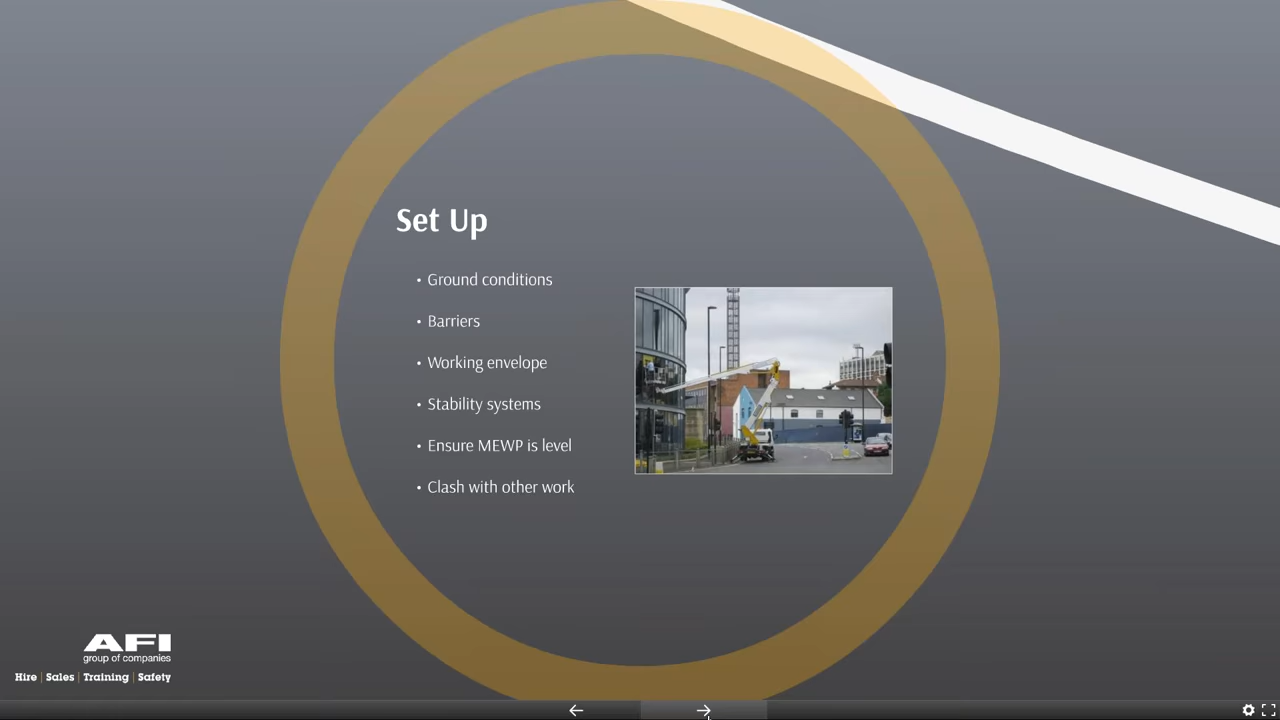 Set Up
• Ground conditions
• Barriers
• Working envelope
• Stability systems
• Ensure MEWP is level
• Clash with other work
AFI
group of companies
Hire | Sales | Training | Safety